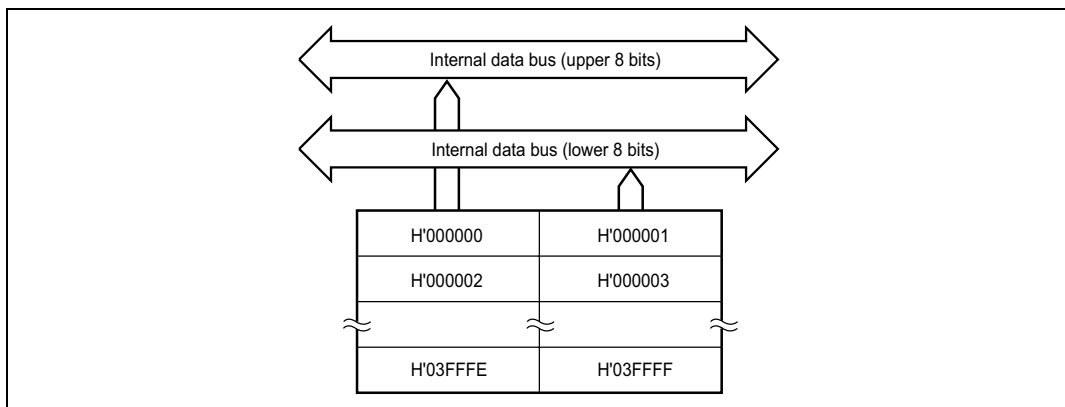 Internal data bus (upper 8 bits)
Internal data bus (lower 8 bits)
H'000000 H'000001
H'000002 H'000003
H'03FFFE H'03FFFF